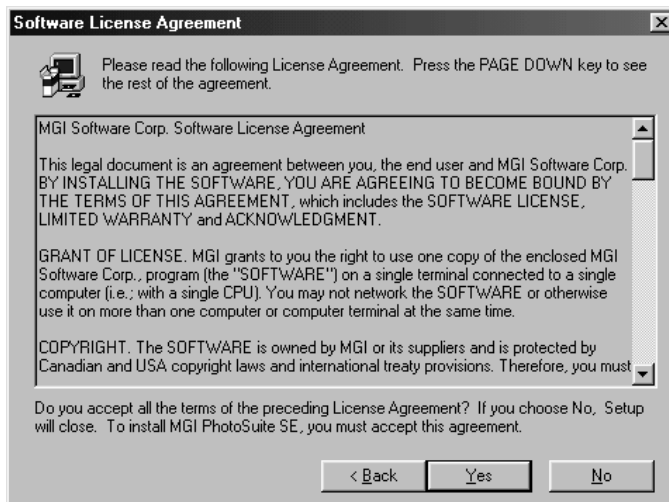 Software License Agreement
Please read the following License Agreement. Press the PAGE DOWN key to see
the rest of the agreement.
MGI Software Corp. Software License Agreement
This legal document is an agreement between you, the end user and MGI Software Corp.
BY INSTALLING THE SOFTWARE, YOU ARE AGREEING TO BECOME BOUND BY
THE TERMS OF THIS AGREEMENT, which includes the SOFTWARE LICENSE,
LIMITED WARRANTY and ACKNOWLEDGMENT.
GRANT OF LICENSE. MGI grants to you the right to use one copy of the enclosed MGI
Software Corp., program (the "SOFTWARE") on a single terminal connected to a single
computer (i.e.; with a single CPU). You may not network the SOFTWARE or otherwise
use it on more than one computer or computer terminal at the same time.
COPYRIGHT. The SOFTWARE is owned by MGI or its suppliers and is protected by
Canadian and USA copyright laws and international treaty provisions. Therefore, you must
Do you accept all the terms of the preceding License Agreement? If you choose No, Setup
will close. To install MGI PhotoSuite SE, you must accept this agreement.
< Back Yes No